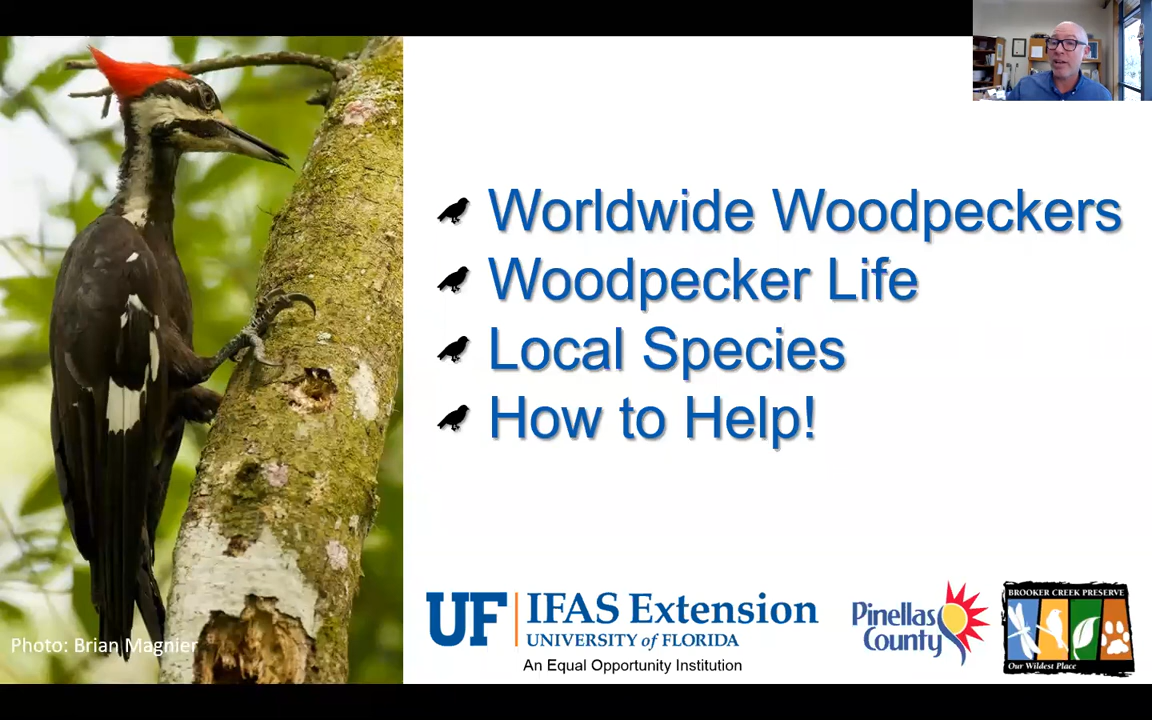 Worldwide Woodpeckers
Woodpecker Life
Local Species
How to Help!
Photo: Brian Magnier
UF IFAS Extension
UNIVERSITY of FLORIDA
An Equal Opportunity Institution
Pinellas
County
BROOKER CREEK PRESERVE
Our Wildest Place